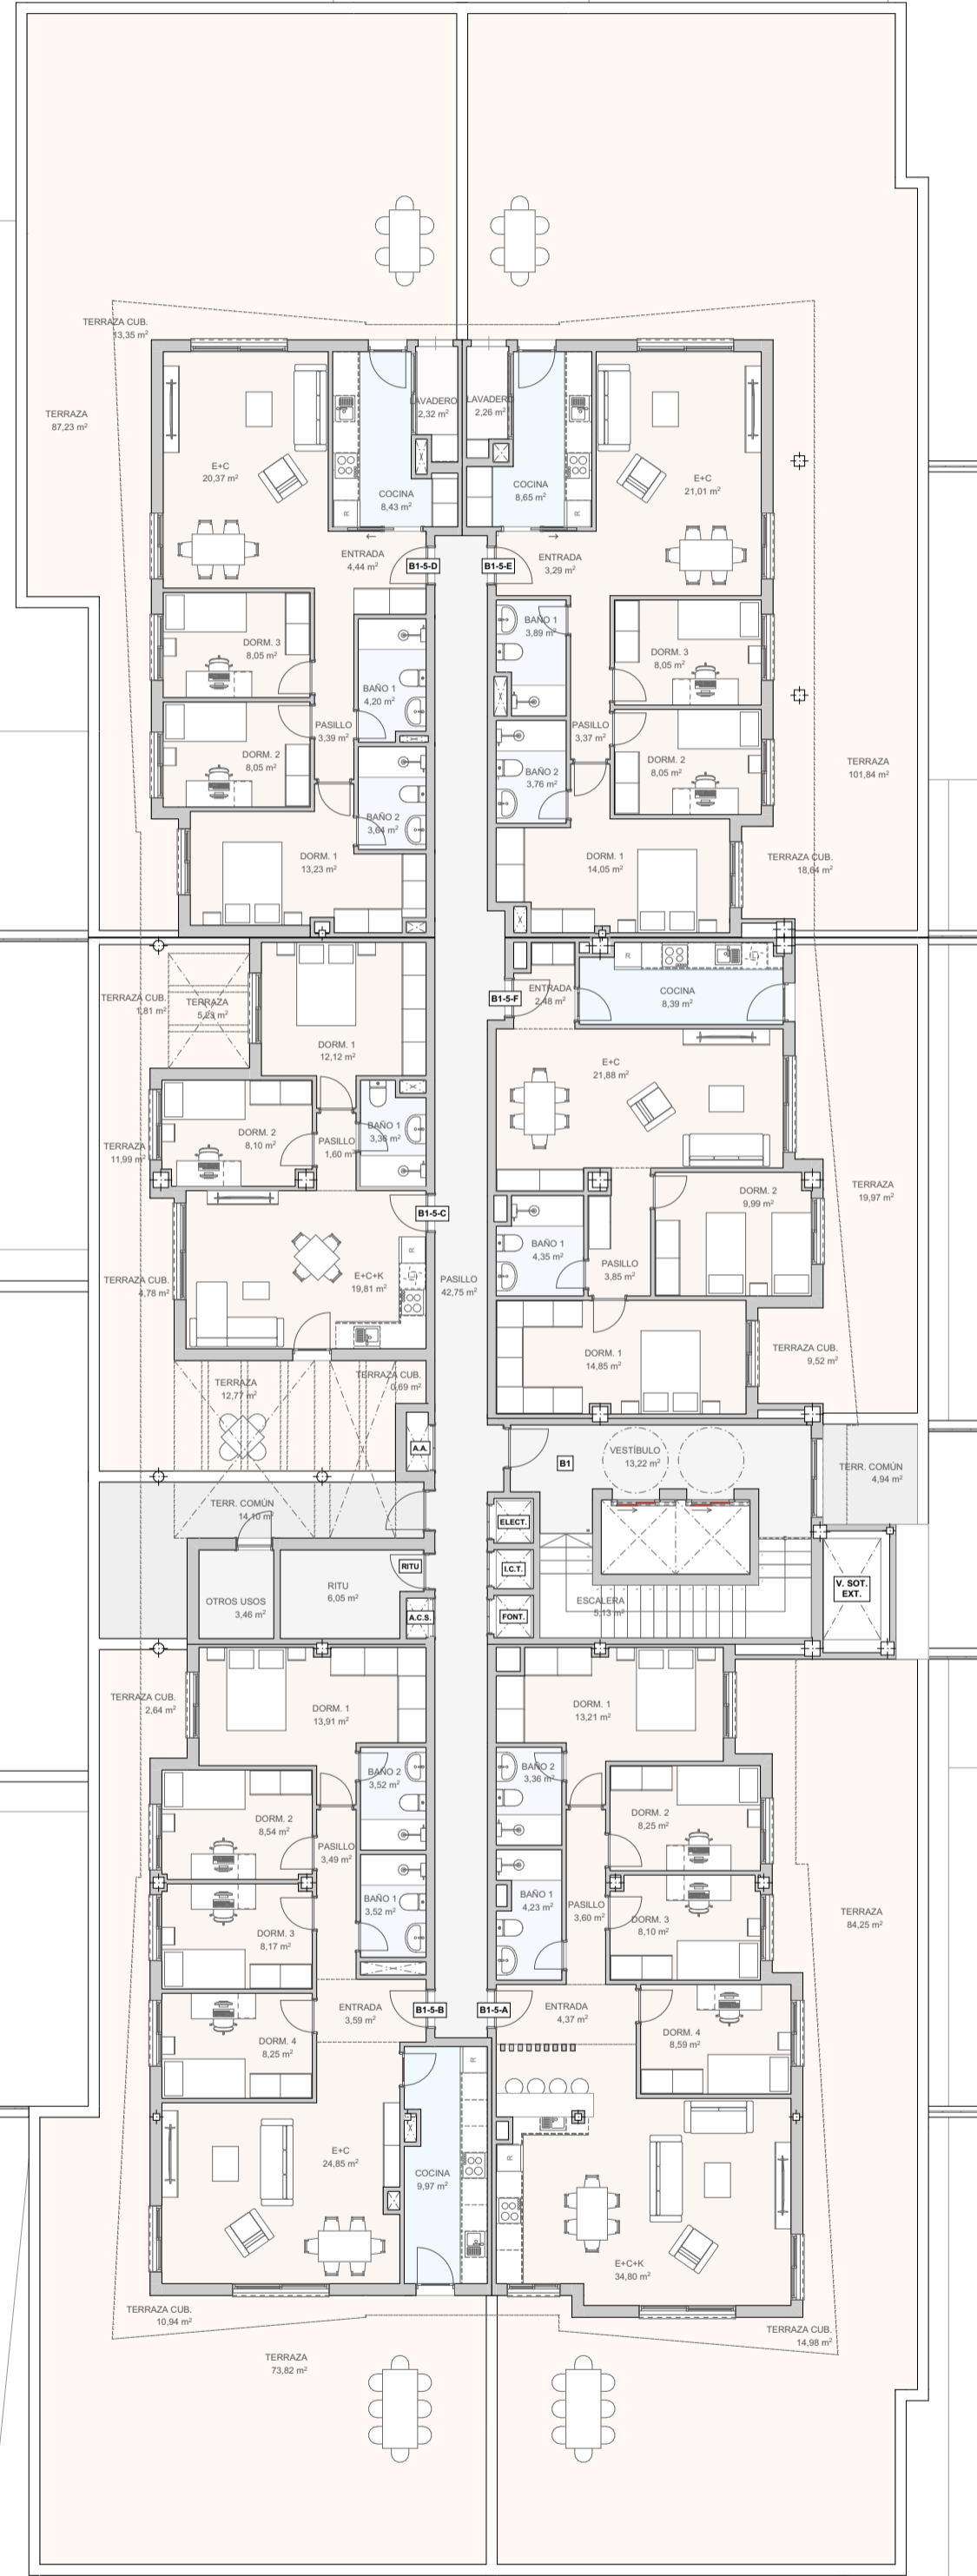 TERRAZA CUB.
13,35 m²
TERRAZA
87,23 m²
LAVADERO
2,32 m²
LAVADERO
2,26 m²
E+C
20,37 m²
COCINA
8,43 m²
COCINA
8,65 m²
E+C
21,01 m²
R
R
ENTRADA
4,44 m²
B1-5-D
B1-5-E
ENTRADA
3,29 m²
DORM. 3
8,05 m²
BAÑO 1
4,20 m²
BAÑO 1
3,89 m²
DORM. 3
8,05 m²
PASILLO
3,39 m²
PASILLO
3,37 m²
DORM. 2
8,05 m²
BAÑO 2
3,64 m²
BAÑO 2
3,76 m²
DORM. 2
8,05 m²
TERRAZA
101,84 m²
DORM. 1
13,23 m²
DORM. 1
14,05 m²
TERRAZA CUB.
18,64 m²
TERRAZA CUB.
1,81 m²
TERRAZA
5,23 m²
B1-5-F
ENTRADA
2,48 m²
R
COCINA
8,39 m²
DORM. 1
12,12 m²
E+C
21,88 m²
DORM. 2
8,10 m²
BAÑO 1
3,36 m²
PASILLO
1,60 m²
TERRAZA
11,99 m²
DORM. 2
9,99 m²
TERRAZA
19,97 m²
B1-5-C
BAÑO 1
4,35 m²
PASILLO
3,85 m²
R
E+C+K
19,81 m²
TERRAZA CUB.
4,78 m²
PASILLO
42,75 m²
DORM. 1
14,85 m²
TERRAZA CUB.
9,52 m²
TERRAZA
12,77 m²
TERRAZA CUB.
0,69 m²
A.A.
B1
VESTÍBULO
13,22 m²
TERR. COMÚN
4,94 m²
TERR. COMÚN
14,10 m²
ELECT.
RITU
I.C.T.
OTROS USOS
3,46 m²
RITU
6,05 m²
A.C.S.
FONT.
ESCALERA
5,13 m²
V. SOT.
EXT.
TERRAZA CUB.
2,64 m²
DORM. 1
13,91 m²
DORM. 1
13,21 m²
BAÑO 2
3,52 m²
BAÑO 2
3,36 m²
DORM. 2
8,54 m²
DORM. 2
8,25 m²
PASILLO
3,49 m²
BAÑO 1
3,52 m²
BAÑO 1
4,23 m²
PASILLO
3,60 m²
DORM. 3
8,17 m²
DORM. 3
8,10 m²
TERRAZA
84,25 m²
ENTRADA
3,59 m²
B1-5-B
B1-5-A
ENTRADA
4,37 m²
DORM. 4
8,25 m²
DORM. 4
8,59 m²
R
R
E+C
24,85 m²
COCINA
9,97 m²
E+C+K
34,80 m²
TERRAZA CUB.
10,94 m²
TERRAZA CUB.
14,98 m²
TERRAZA
73,82 m²